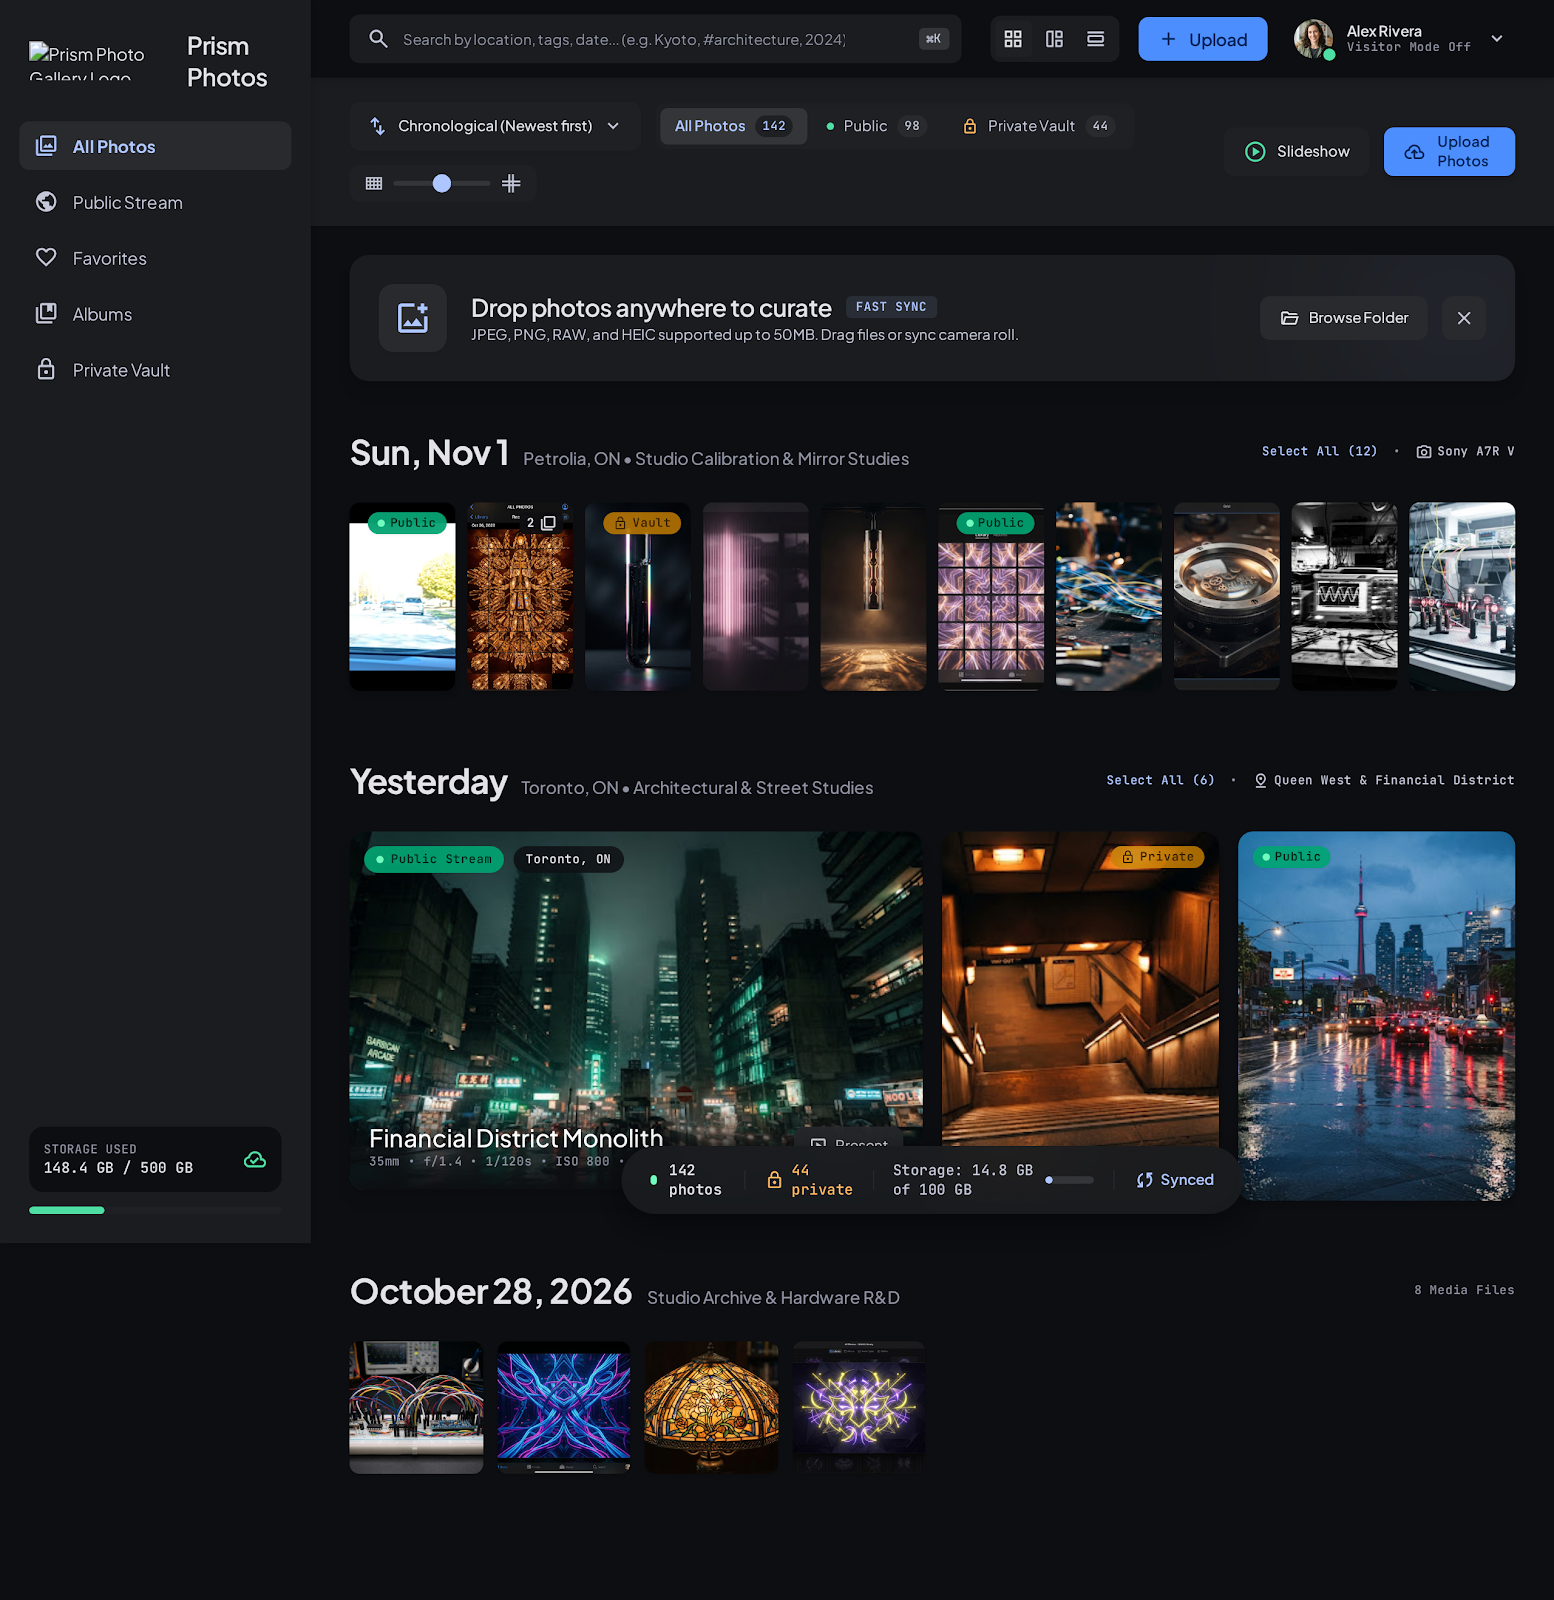 Prism Photo
Gallery Logo
Prism
Photos
All Photos
Public Stream
Favorites
Albums
Private Vault
STORAGE USED
148.4 GB / 500 GB
Search by location, tags, date... (e.g. Kyoto, #architecture, 2024)
⌘K
Upload
Alex Rivera
Visitor Mode Off
Chronological (Newest first)
All Photos 142
Public 98
Private Vault 44
Slideshow
Upload
Photos
Drop photos anywhere to curate
FAST SYNC
JPEG, PNG, RAW, and HEIC supported up to 50MB. Drag files or sync camera roll.
Browse Folder
Sun, Nov 1
Petrolia, ON • Studio Calibration & Mirror Studies
Select All (12) • Sony A7R V
Public
ALL PHOTOS
Library
2
Vault
Public
Yesterday
Toronto, ON • Architectural & Street Studies
Select All (6) • Queen West & Financial District
Public Stream
Toronto, ON
Private
Public
BARBICAN
ARCADE
Financial District Monolith
35mm • f/1.4 • 1/120s • ISO 800 •
Present
142
photos
44
private
Storage: 14.8 GB
of 100 GB
Synced
October 28, 2026
Studio Archive & Hardware R&D
8 Media Files